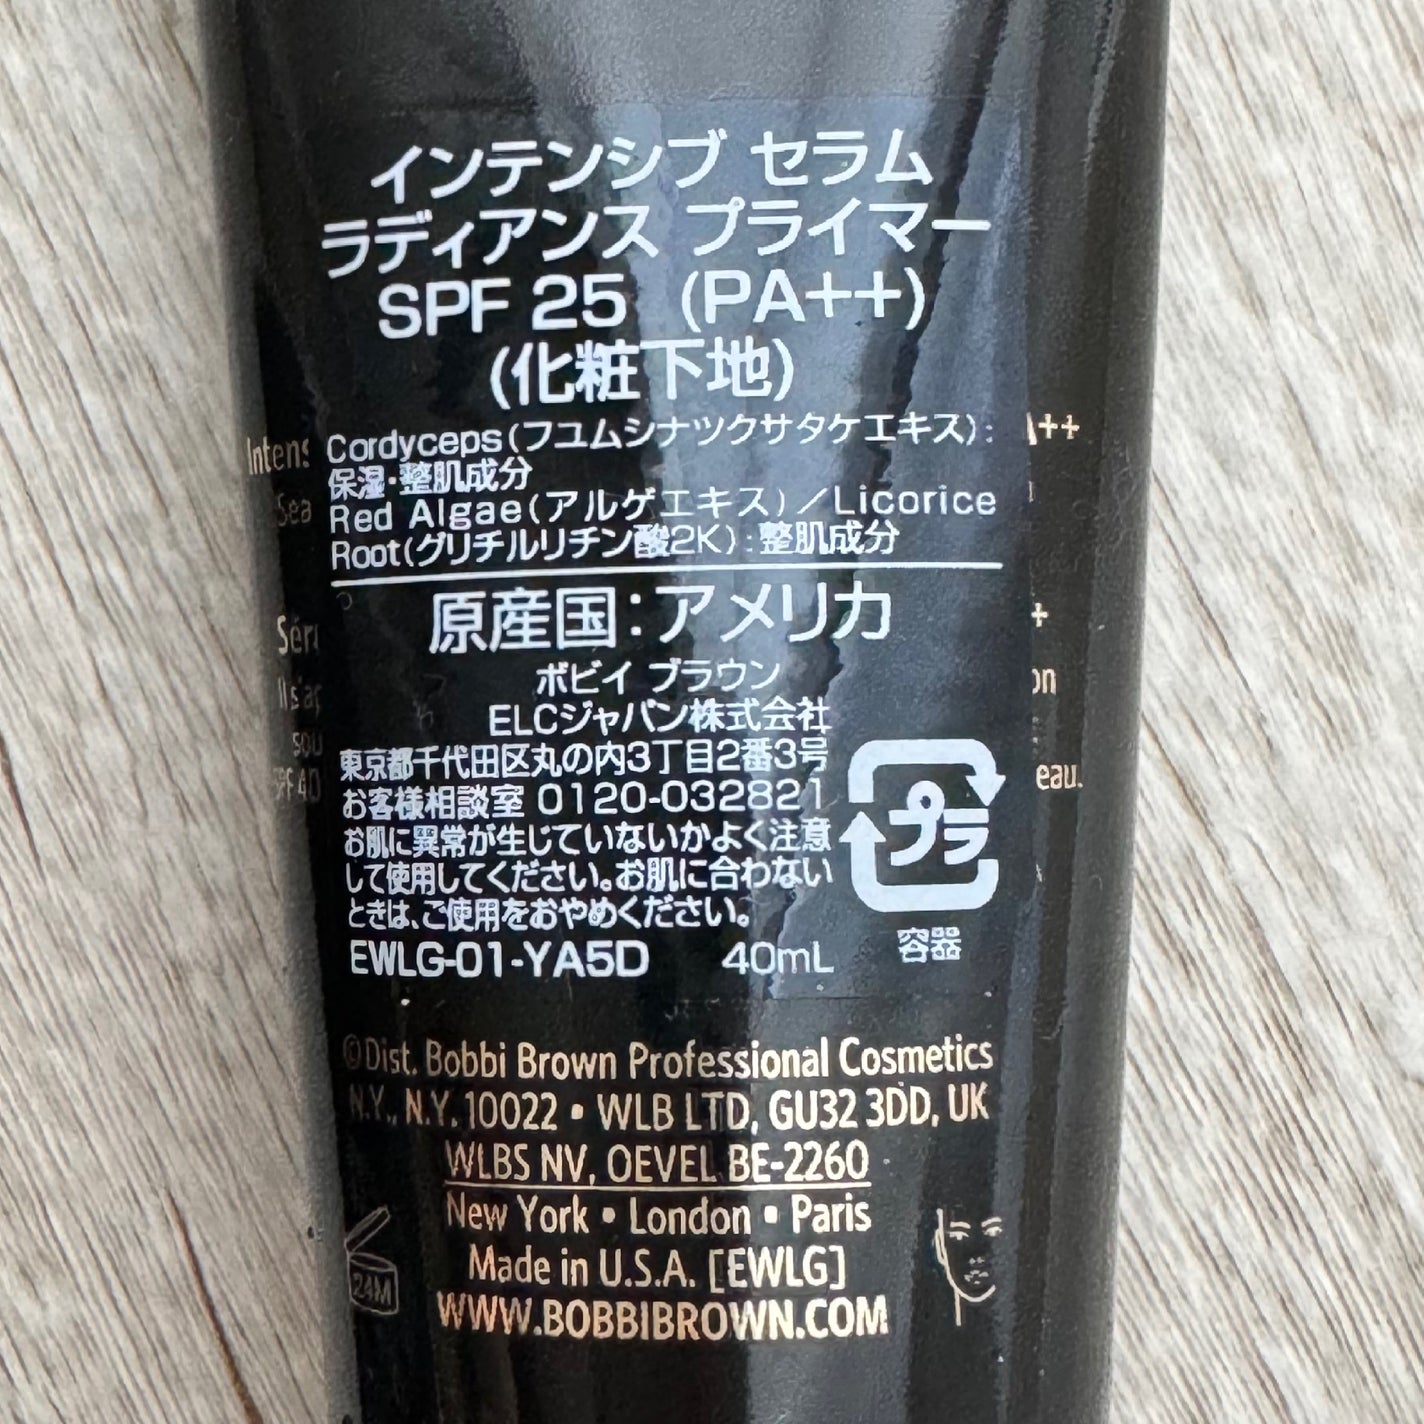 インテンシブ セラム
ラディアンス プライマー
SPF 25 (PA++)
(化粧下地)
Cordyceps(フユムシナツクサタケエキス):
保湿・整肌成分
Red Algae(アルゲエキス)/Licorice
Root(グリチルリチン酸2K):整肌成分
原産国:アメリカ
ボビイ ブラウン
ELCジャパン株式会社
東京都千代田区丸の内3丁目2番3号
お客様相談室 0120-032821
お肌に異常が生じていないかよく注意
して使用してください。お肌に合わない
ときは、ご使用をおやめください。
EWLG-01-YA5D 40mL
プラ
容器
©Dist. Bobbi Brown Professional Cosmetics
N.Y., N.Y. 10022 • WLB LTD, GU32 3DD, UK
WLBS NV, OEVEL BE-2260
New York • London • Paris
Made in U.S.A. [EWLG]
24M
WWW.BOBBIBROWN.COM